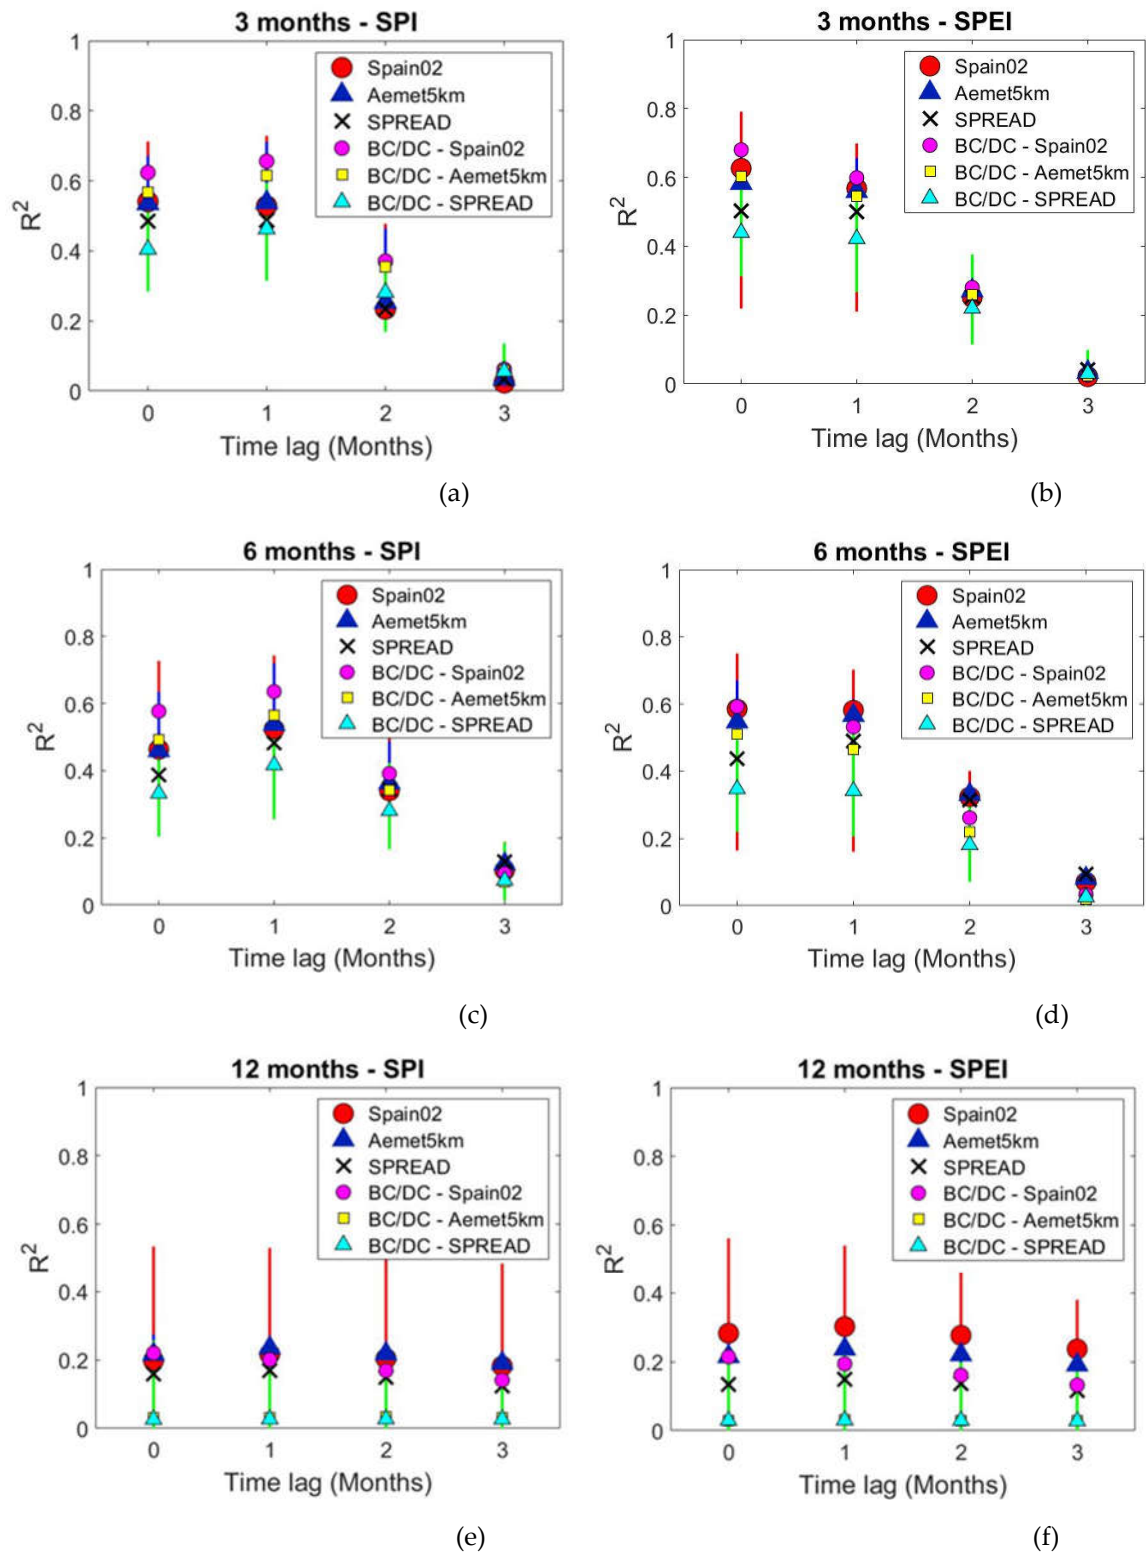 3 months - SPI
1
0.8
0.6
0.4
0.2
0
R²
Spain02
Aemet5km
SPREAD
BC/DC - Spain02
BC/DC - Aemet5km
BC/DC - SPREAD
0 1 2 3
Time lag (Months)
(a)
3 months - SPEI
1
0.8
0.6
0.4
0.2
0
R²
Spain02
Aemet5km
SPREAD
BC/DC - Spain02
BC/DC - Aemet5km
BC/DC - SPREAD
0 1 2 3
Time lag (Months)
(b)
6 months - SPI
1
0.8
0.6
0.4
0.2
0
R²
Spain02
Aemet5km
SPREAD
BC/DC - Spain02
BC/DC - Aemet5km
BC/DC - SPREAD
0 1 2 3
Time lag (Months)
(c)
6 months - SPEI
1
0.8
0.6
0.4
0.2
0
R²
Spain02
Aemet5km
SPREAD
BC/DC - Spain02
BC/DC - Aemet5km
BC/DC - SPREAD
0 1 2 3
Time lag (Months)
(d)
12 months - SPI
1
0.8
0.6
0.4
0.2
0
R²
Spain02
Aemet5km
SPREAD
BC/DC - Spain02
BC/DC - Aemet5km
BC/DC - SPREAD
0 1 2 3
Time lag (Months)
(e)
12 months - SPEI
1
0.8
0.6
0.4
0.2
0
R²
Spain02
Aemet5km
SPREAD
BC/DC - Spain02
BC/DC - Aemet5km
BC/DC - SPREAD
0 1 2 3
Time lag (Months)
(f)